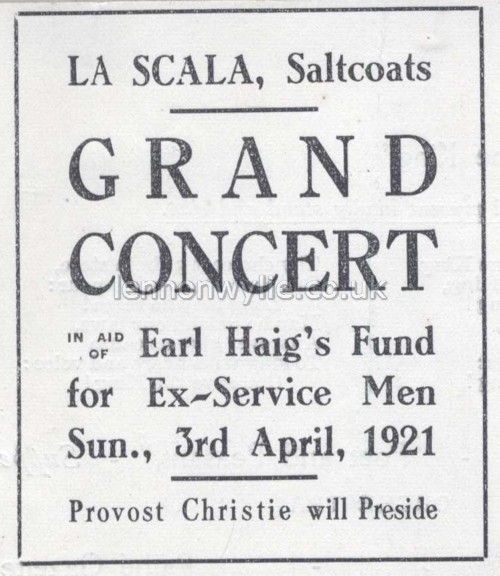 LA SCALA, Saltcoats
GRAND
CONCERT
lennonwylie.co.uk
IN AID OF Earl Haig's Fund
for Ex-Service Men
Sun., 3rd April, 1921
Provost Christie will Preside